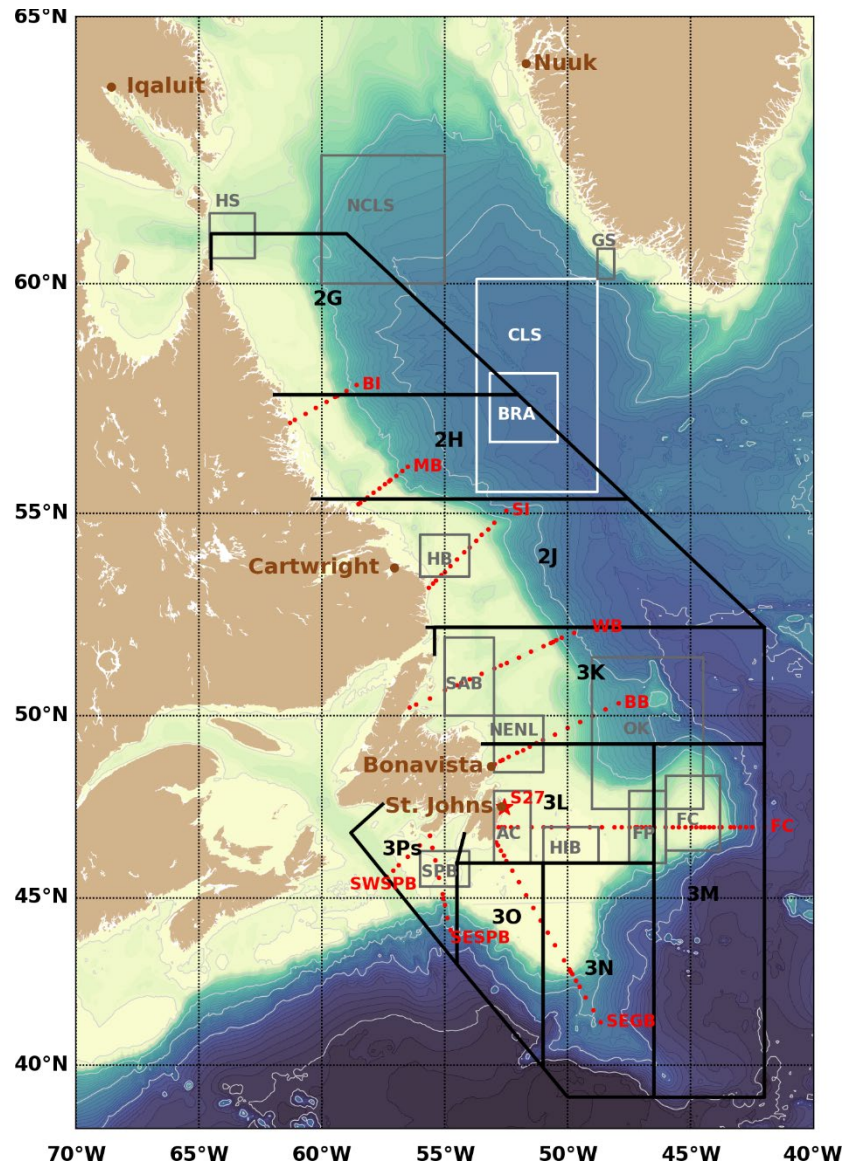 65°N
Nuuk
Iqaluit
HS
NCLS
GS
60°N
2G
CLS
BI
BRA
2H
MB
55°N
SI
HB
2J
Cartwright
WB
SAB
3K
BB
50°N
NENL
OK
Bonavista
S27
3L
St. Johns
AC
FP
FC
FC
HIB
3Ps
SPB
SWSPB
45°N
3M
3O
SESPB
3N
SEGB
40°N
70°W 65°W 60°W 55°W 50°W 45°W 40°W